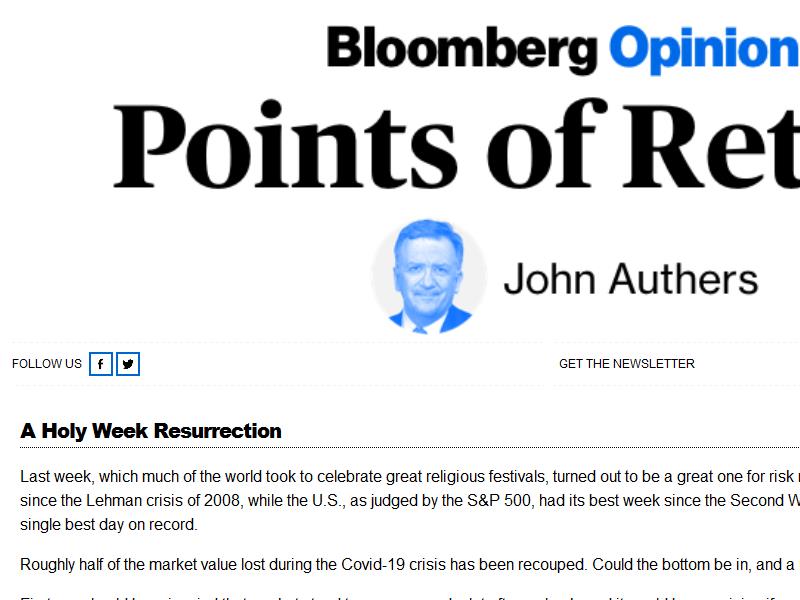 Bloomberg Opinion
Points of Ret
John Authers
FOLLOW US
GET THE NEWSLETTER
A Holy Week Resurrection
Last week, which much of the world took to celebrate great religious festivals, turned out to be a great one for risk
since the Lehman crisis of 2008, while the U.S., as judged by the S&P 500, had its best week since the Second W
single best day on record.
Roughly half of the market value lost during the Covid-19 crisis has been recouped. Could the bottom be in, and a